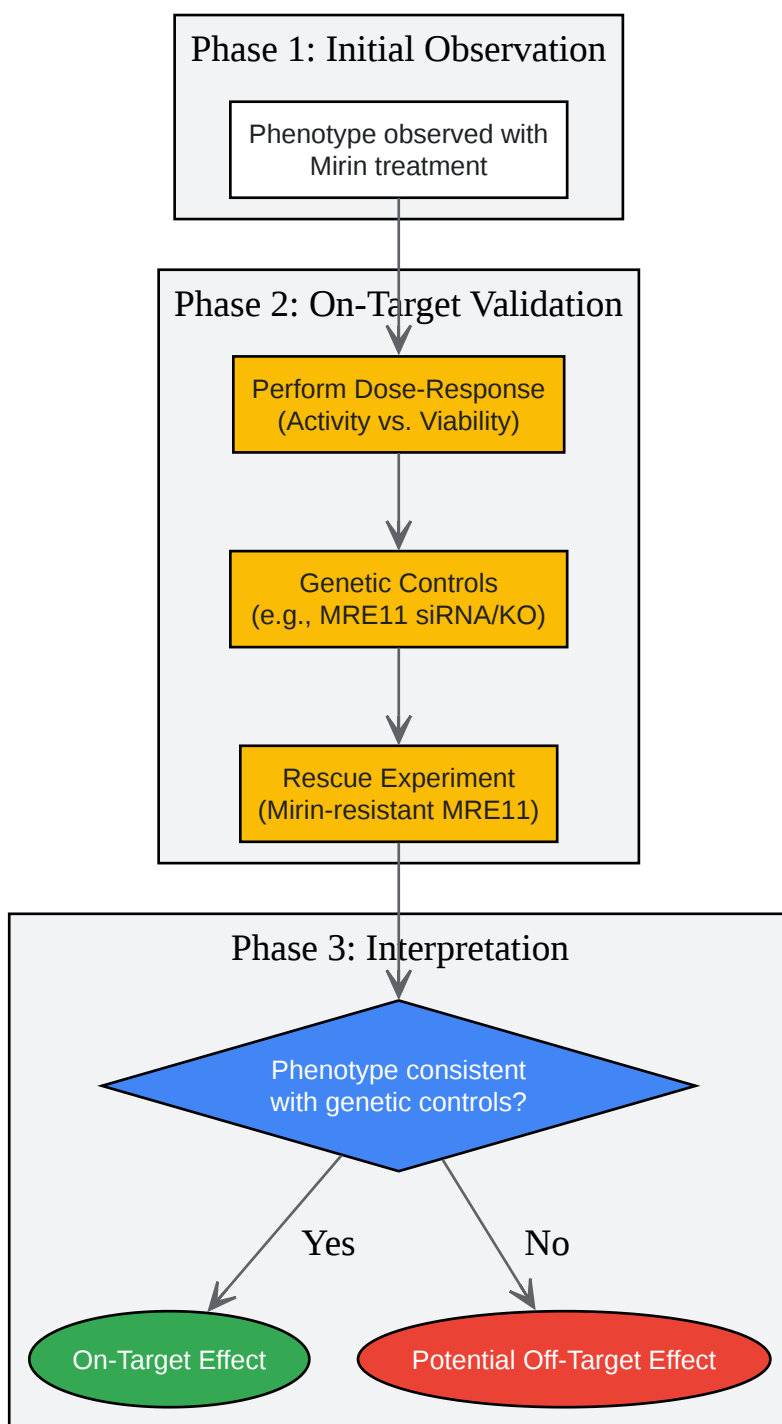 Phase 1: Initial Observation
Phenotype observed with
Mirin treatment
Phase 2: On-Target Validation
Perform Dose-Response
(Activity vs. Viability)
Genetic Controls
(e.g., MRE11 siRNA/KO)
Rescue Experiment
(Mirin-resistant MRE11)
Phase 3: Interpretation
Phenotype consistent
with genetic controls?
Yes
No
On-Target Effect
Potential Off-Target Effect